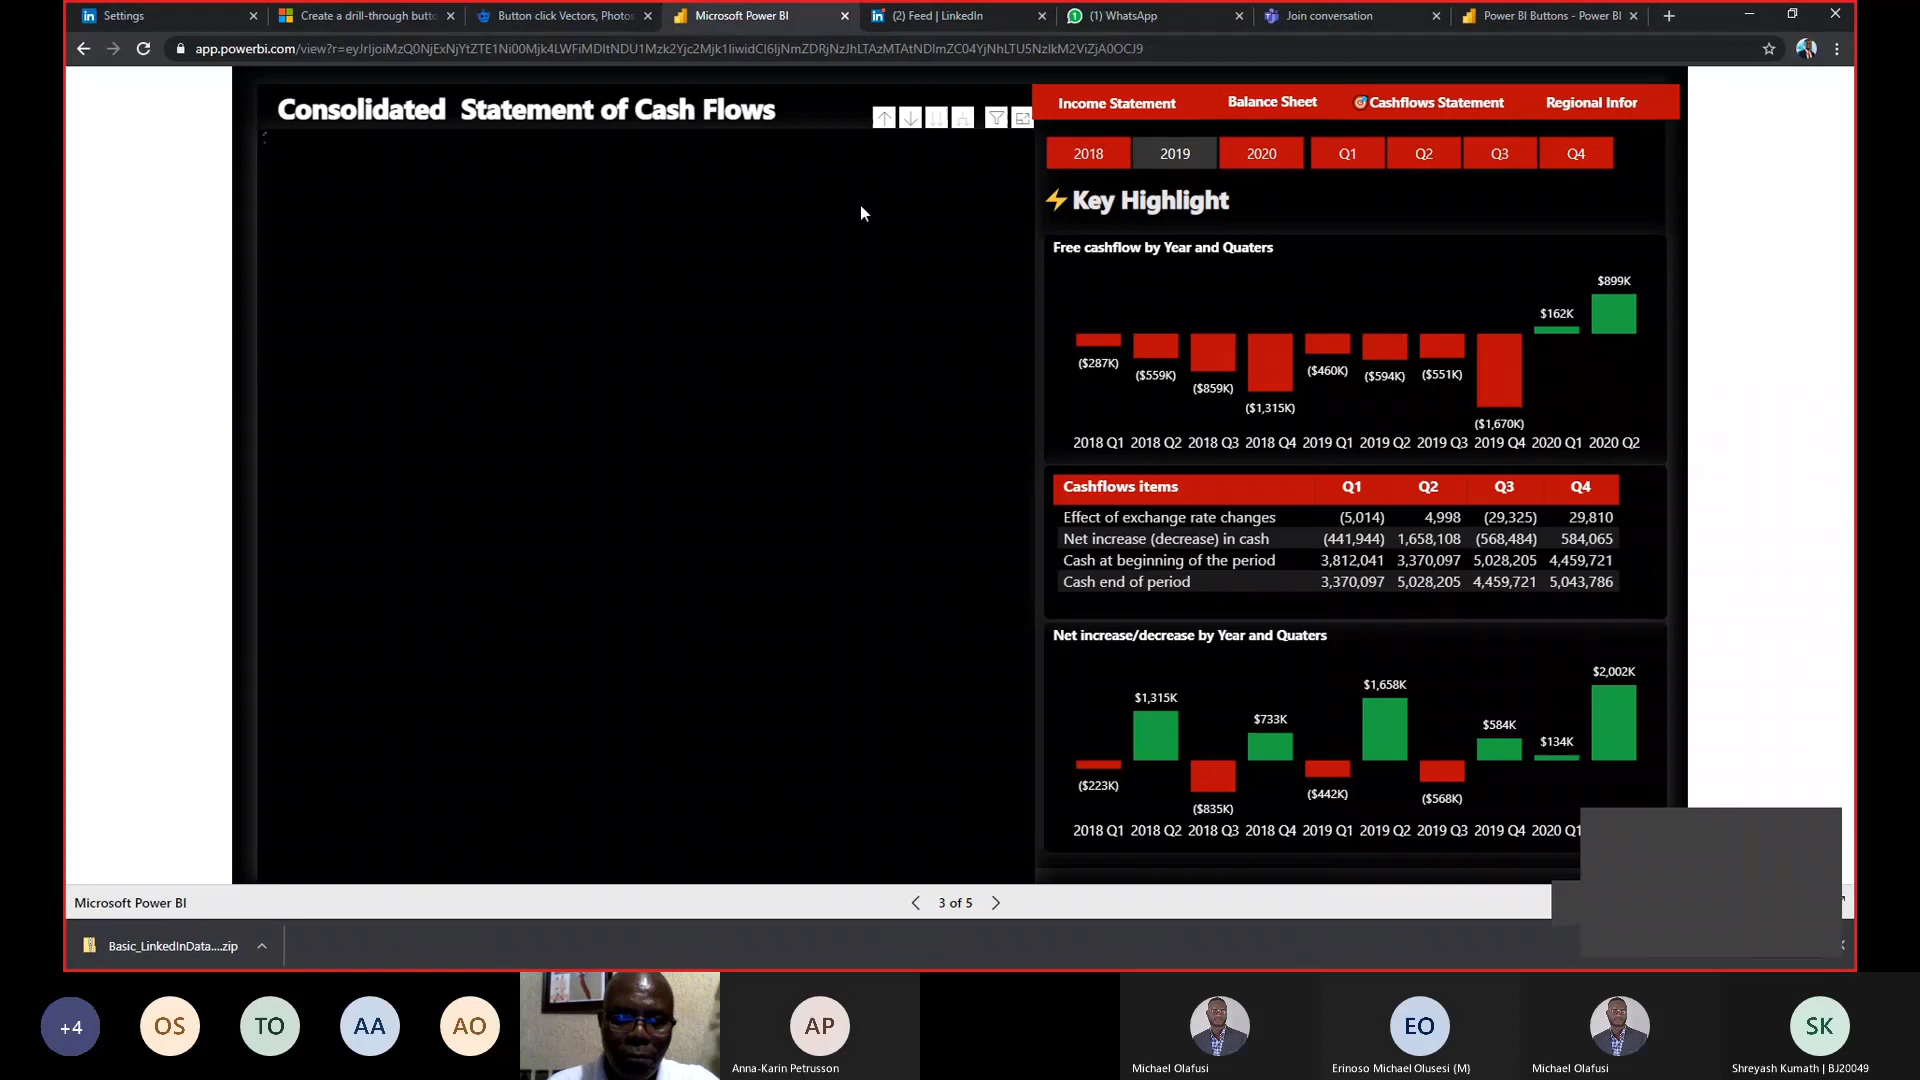 Settings
Create a drill-through butto
Button click Vectors, Photos
Microsoft Power BI
(2) Feed | LinkedIn
(1) WhatsApp
Join conversation
Power BI Buttons - Power BI
Consolidated Statement of Cash Flows
Income Statement Balance Sheet Cashflows Statement Regional Infor
2018 2019 2020 Q1 Q2 Q3 Q4
Key Highlight
Free cashflow by Year and Quaters
$899K
$162K
($287K) ($559K) ($859K) ($1,315K) ($460K) ($594K) ($551K) ($1,670K)
2018 Q1 2018 Q2 2018 Q3 2018 Q4 2019 Q1 2019 Q2 2019 Q3 2019 Q4 2020 Q1 2020 Q2
Cashflows items Q1 Q2 Q3 Q4
Effect of exchange rate changes (5,014) 4,998 (29,325) 29,810
Net increase (decrease) in cash (441,944) 1,658,108 (568,484) 584,065
Cash at beginning of the period 3,812,041 3,370,097 5,028,205 4,459,721
Cash end of period 3,370,097 5,028,205 4,459,721 5,043,786
Net increase/decrease by Year and Quaters
$1,315K $733K $1,658K $584K $134K $2,002K
($223K) ($835K) ($442K) ($568K)
2018 Q1 2018 Q2 2018 Q3 2018 Q4 2019 Q1 2019 Q2 2019 Q3 2019 Q4 2020 Q1
Microsoft Power BI
3 of 5
Basic_LinkedInData....zip
+4
OS
TO
AA
AO
AP
EO
SK
Anna-Karin Petrusson
Michael Olafusi
Erinoso Michael Olusesi (M)
Michael Olafusi
Shreyash Kumath | BJ20049